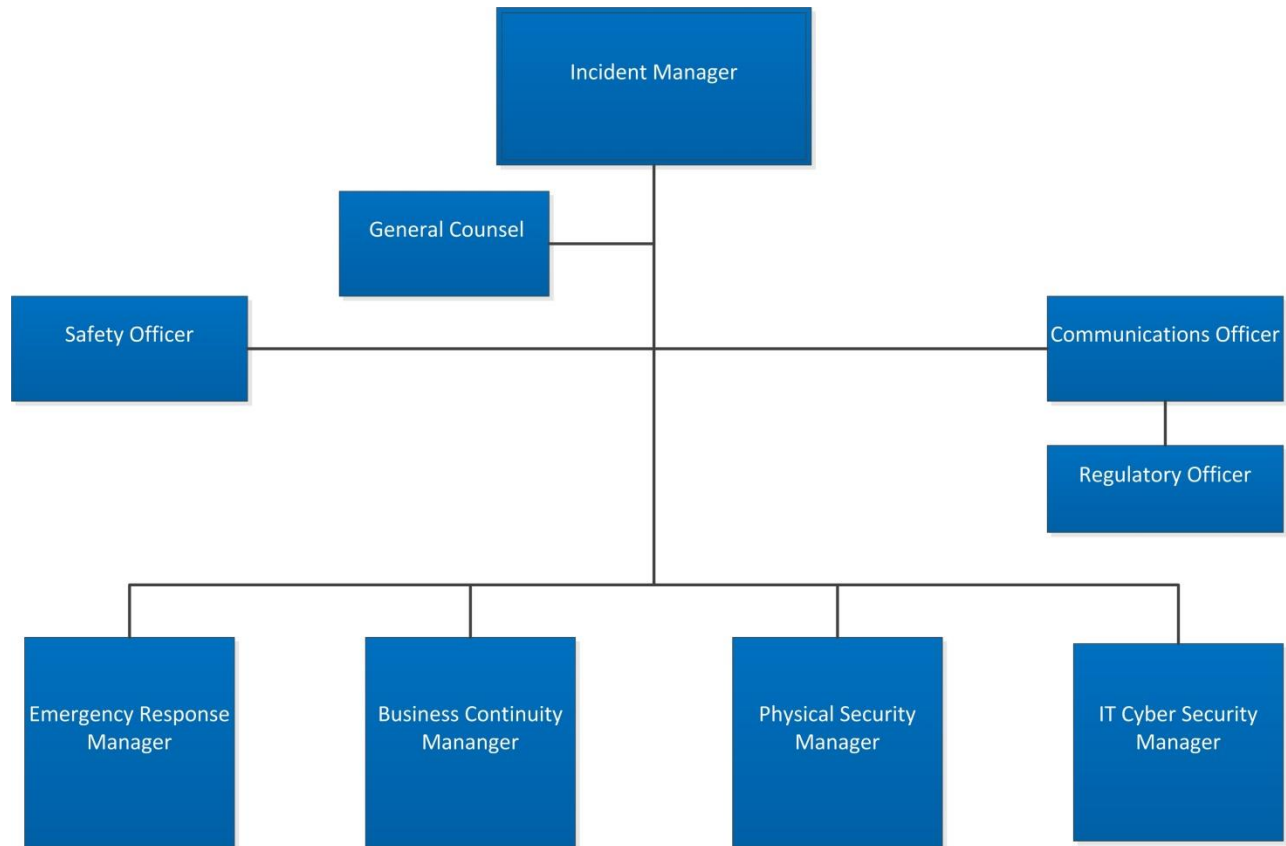 Incident Manager
General Counsel
Safety Officer
Communications Officer
Regulatory Officer
Emergency Response
Manager
Business Continuity
Mananger
Physical Security
Manager
IT Cyber Security
Manager